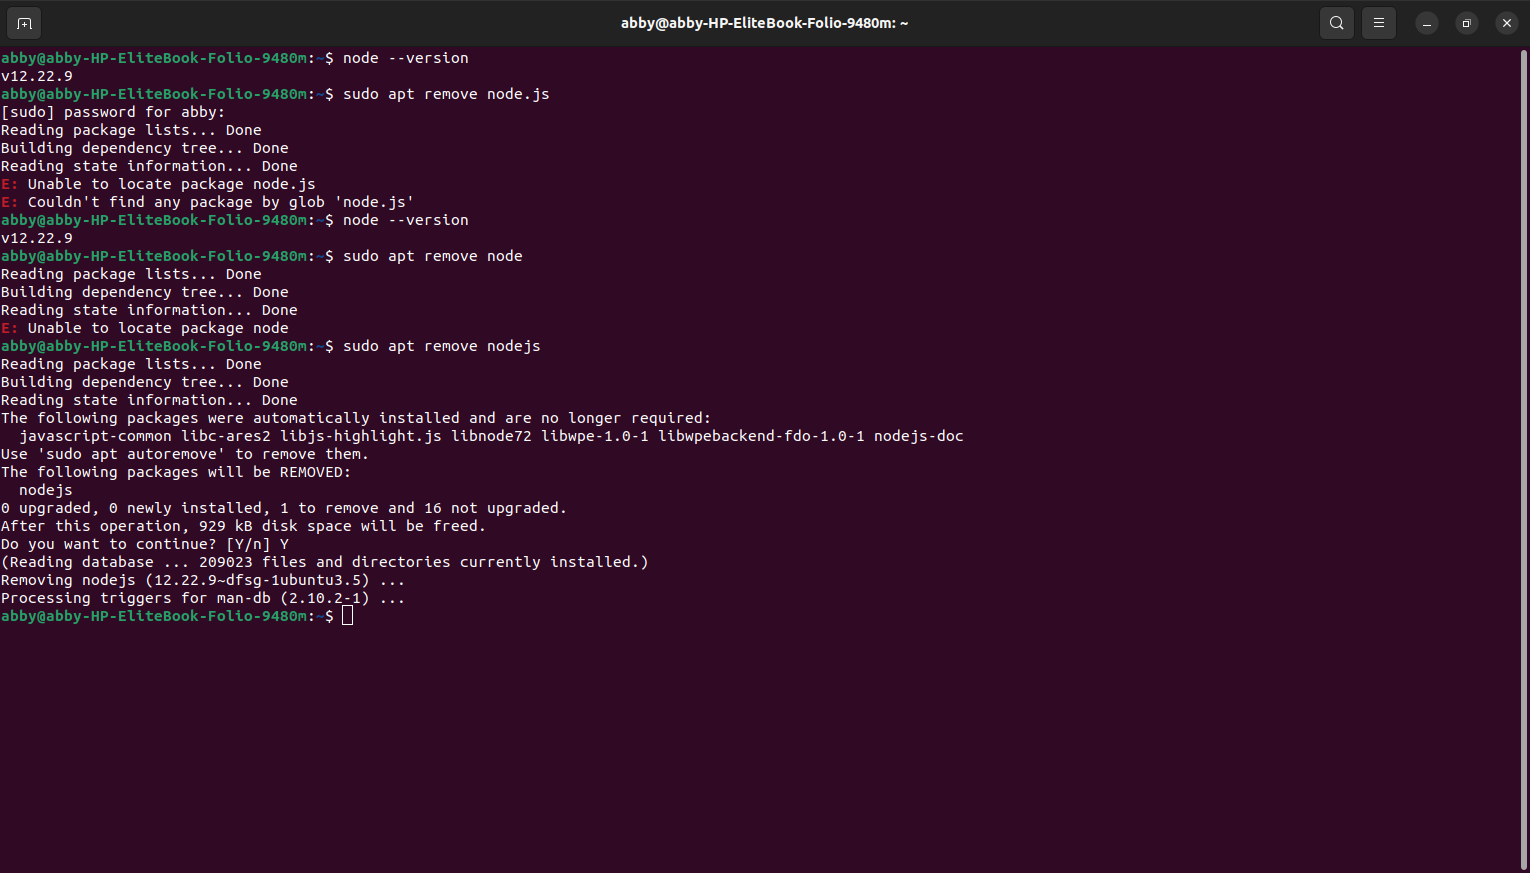 abby@abby-HP-EliteBook-Folio-9480m: ~
abby@abby-HP-EliteBook-Folio-9480m:~$ node --version
v12.22.9
abby@abby-HP-EliteBook-Folio-9480m:~$ sudo apt remove node.js
[sudo] password for abby:
Reading package lists... Done
Building dependency tree... Done
Reading state information... Done
E: Unable to locate package node.js
E: Couldn't find any package by glob 'node.js'
abby@abby-HP-EliteBook-Folio-9480m:~$ node --version
v12.22.9
abby@abby-HP-EliteBook-Folio-9480m:~$ sudo apt remove node
Reading package lists... Done
Building dependency tree... Done
Reading state information... Done
E: Unable to locate package node
abby@abby-HP-EliteBook-Folio-9480m:~$ sudo apt remove nodejs
Reading package lists... Done
Building dependency tree... Done
Reading state information... Done
The following packages were automatically installed and are no longer required:
  javascript-common libc-ares2 libjs-highlight.js libnode72 libwpe-1.0-1 libwpebackend-fdo-1.0-1 nodejs-doc
Use 'sudo apt autoremove' to remove them.
The following packages will be REMOVED:
  nodejs
0 upgraded, 0 newly installed, 1 to remove and 16 not upgraded.
After this operation, 929 kB disk space will be freed.
Do you want to continue? [Y/n] Y
(Reading database ... 209023 files and directories currently installed.)
Removing nodejs (12.22.9~dfsg-1ubuntu3.5) ...
Processing triggers for man-db (2.10.2-1) ...
abby@abby-HP-EliteBook-Folio-9480m:~$